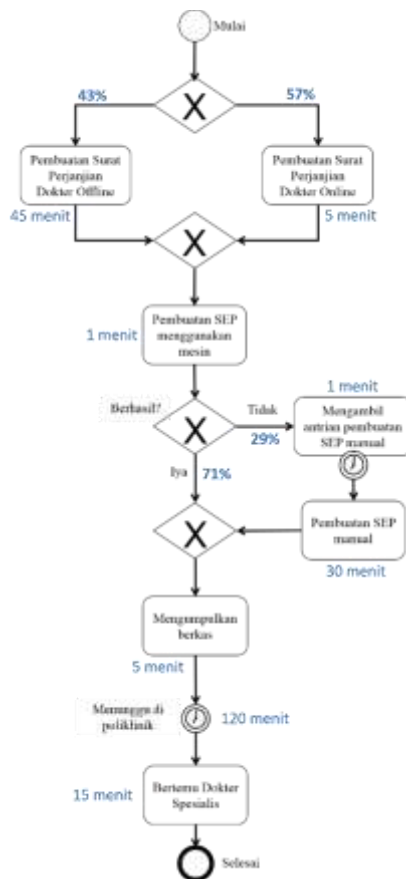 Mulai
43%
57%
X
Pembuatan Surat
Perjanjian
Dokter Offline
Pembuatan Surat
Perjanjian
Dokter Online
45 menit
5 menit
X
1 menit
Pembuatan SEP
menggunakan
mesin
Berhasil?
X
Tidak
29%
1 menit
Mengambil
antrian pembuatan
SEP manual
Iya
71%
X
Pembuatan SEP
manual
30 menit
Mengumpulkan
berkas
5 menit
Menunggu di
poliklinik
120 menit
15 menit
Bertemu Dokter
Spesialis
Selesai